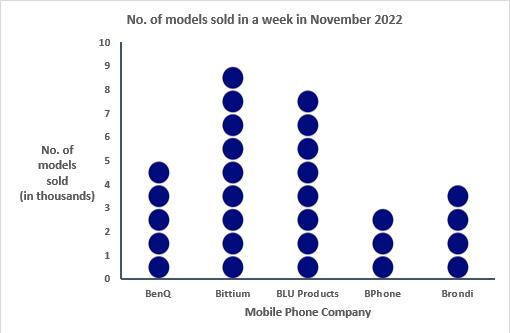 No. of models sold in a week in November 2022
10
9
8
7
6
5
4
3
2
1
0
No. of
models
sold
(in thousands)
BenQ
Bittium
BLU Products
BPhone
Brondi
Mobile Phone Company